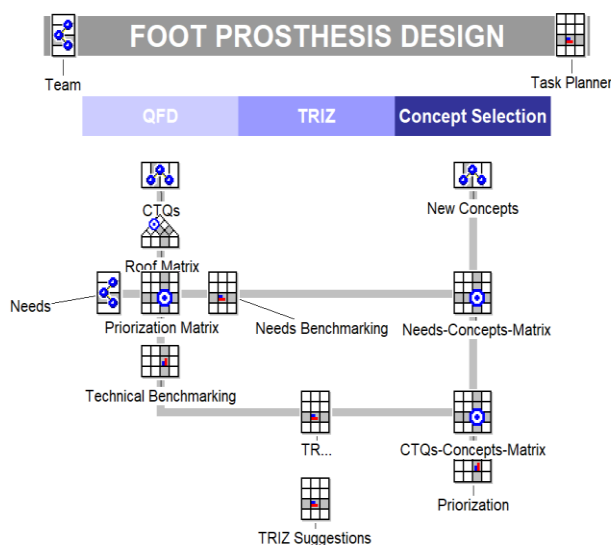 FOOT PROSTHESIS DESIGN
Team
Task Planner
QFD
TRIZ
Concept Selection
CTQs
New Concepts
Roof Matrix
Needs
Priorization Matrix
Needs Benchmarking
Needs-Concepts-Matrix
Technical Benchmarking
TR...
CTQs-Concepts-Matrix
Priorization
TRIZ Suggestions